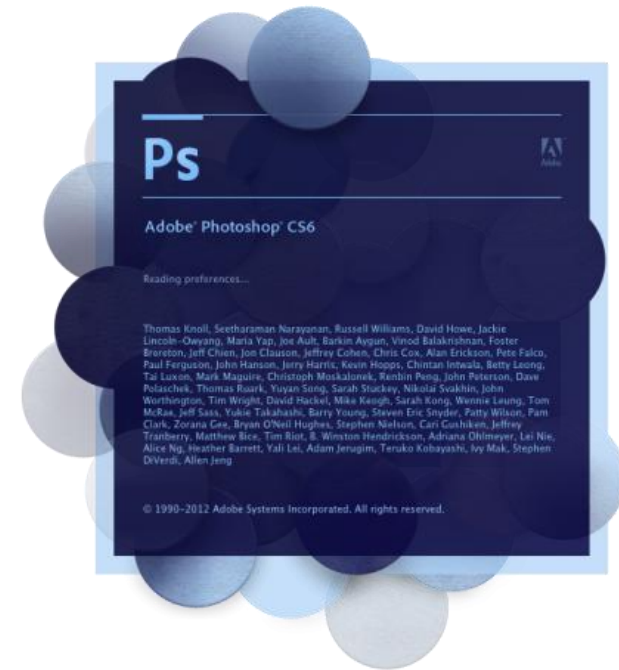 Ps
Adobe
Adobe® Photoshop® CS6
Reading preferences...
Thomas Knoll, Seetharaman Narayanan, Russell Williams, David Howe, Jackie
Lincoln-Owyang, Maria Yap, Joe Ault, Barkin Aygun, Vinod Balakrishnan, Foster
Brereton, Jeff Chien, Jon Clauson, Jeffrey Cohen, Chris Cox, Alan Erickson, Pete Falco,
Paul Ferguson, John Hanson, Jerry Harris, Kevin Hopps, Chintan Intwala, Betty Leong,
Tai Luxon, Mark Maguire, Christoph Moskalonek, Renbin Peng, John Peterson, Dave
Polaschek, Thomas Ruark, Yuyan Song, Sarah Stuckey, Nikolai Svakhin, John
Worthington, Tim Wright, David Hackel, Mike Keogh, Sarah Kong, Wennie Leung, Tom
McRae, Jeff Sass, Yukie Takahashi, Barry Young, Steven Eric Snyder, Patty Wilson, Pam
Clark, Zorana Gee, Bryan O'Neil Hughes, Stephen Nielson, Cari Gushiken, Jeffrey
Tranberry, Matthew Bice, Tim Riot, B. Winston Hendrickson, Adriana Ohlmeyer, Lei Nie,
Alice Ng, Heather Barrett, Yali Lei, Adam Jerugim, Teruko Kobayashi, Ivy Mak, Stephen
DiVerdi, Allen Jeng
© 1990-2012 Adobe Systems Incorporated. All rights reserved.